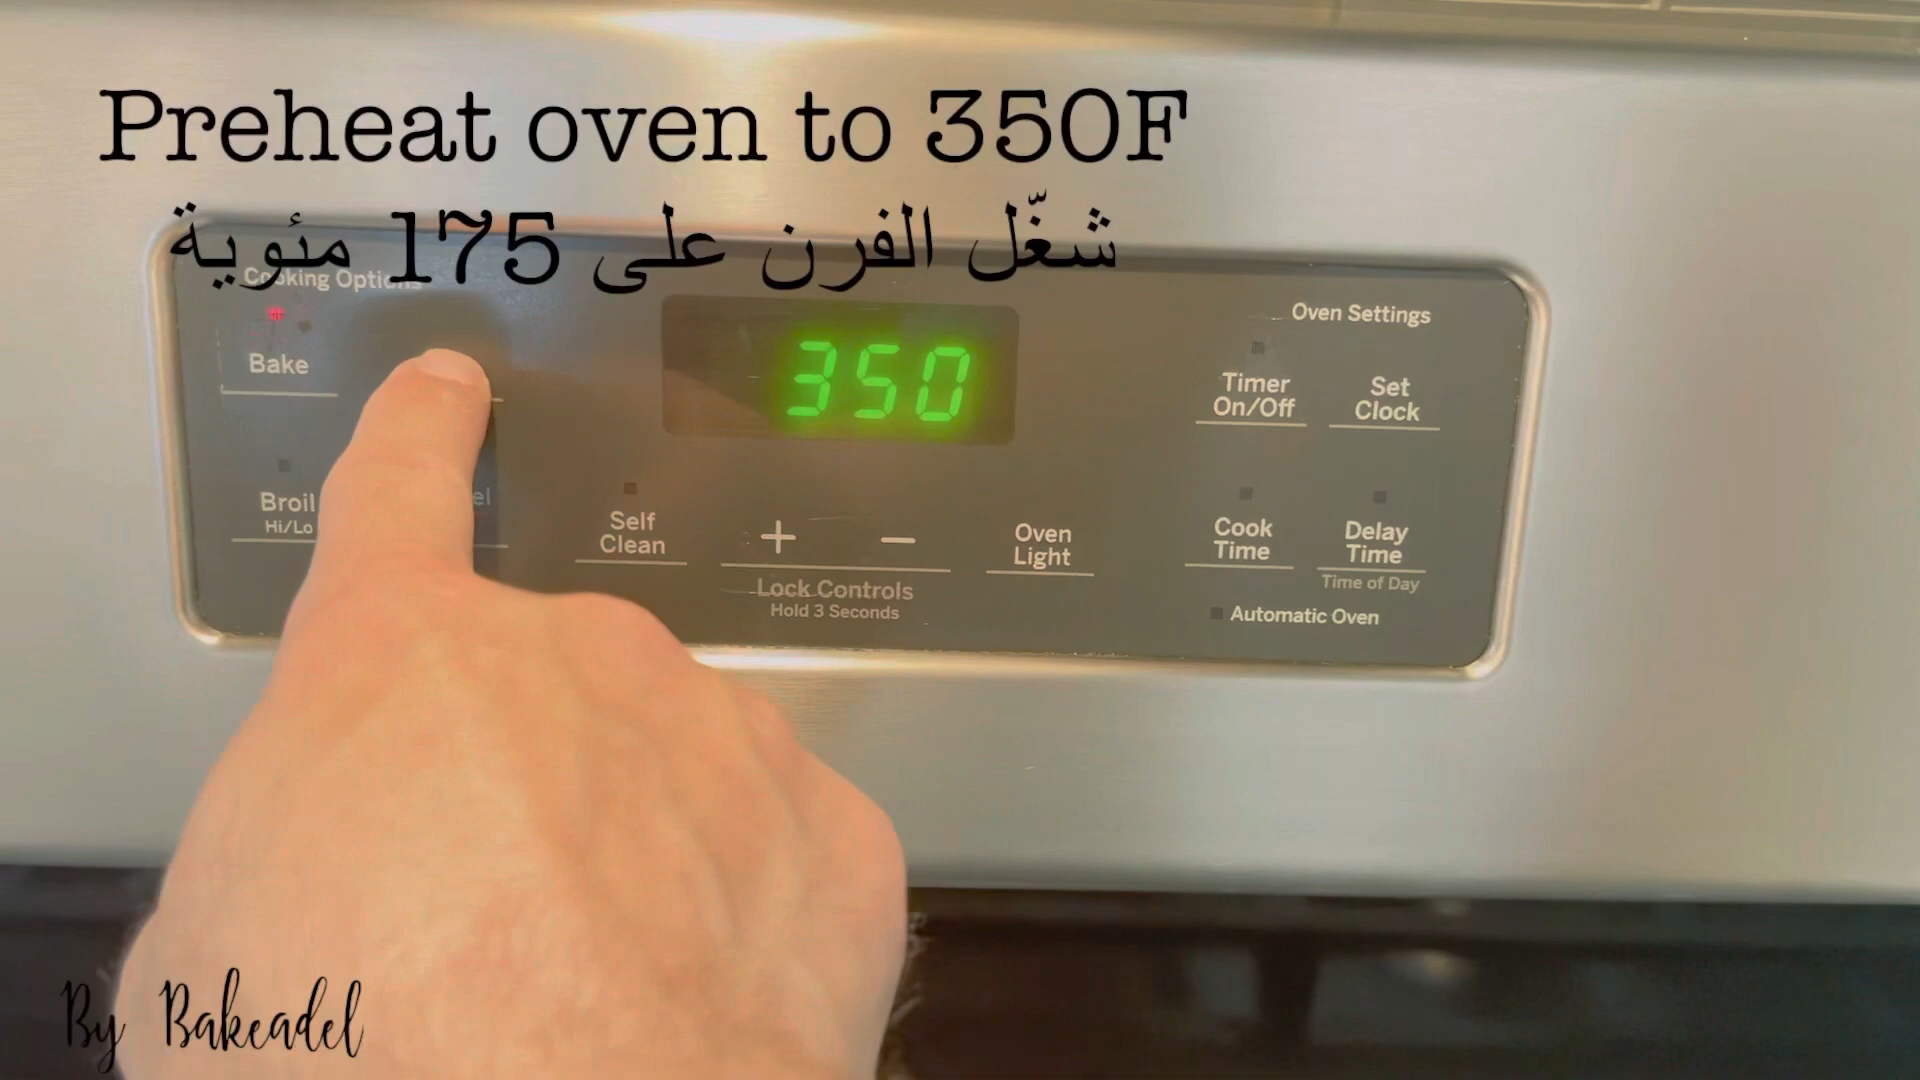 Preheat oven to 350F
شغّل الفرن على 175 مئوية
Cooking Options
Bake
350
Oven Settings
Timer On/Off
Set Clock
Broil
Hi/Lo
Self Clean
+ −
Lock Controls
Hold 3 Seconds
Oven Light
Cook Time
Delay Time
Time of Day
Automatic Oven
By Bakeadel